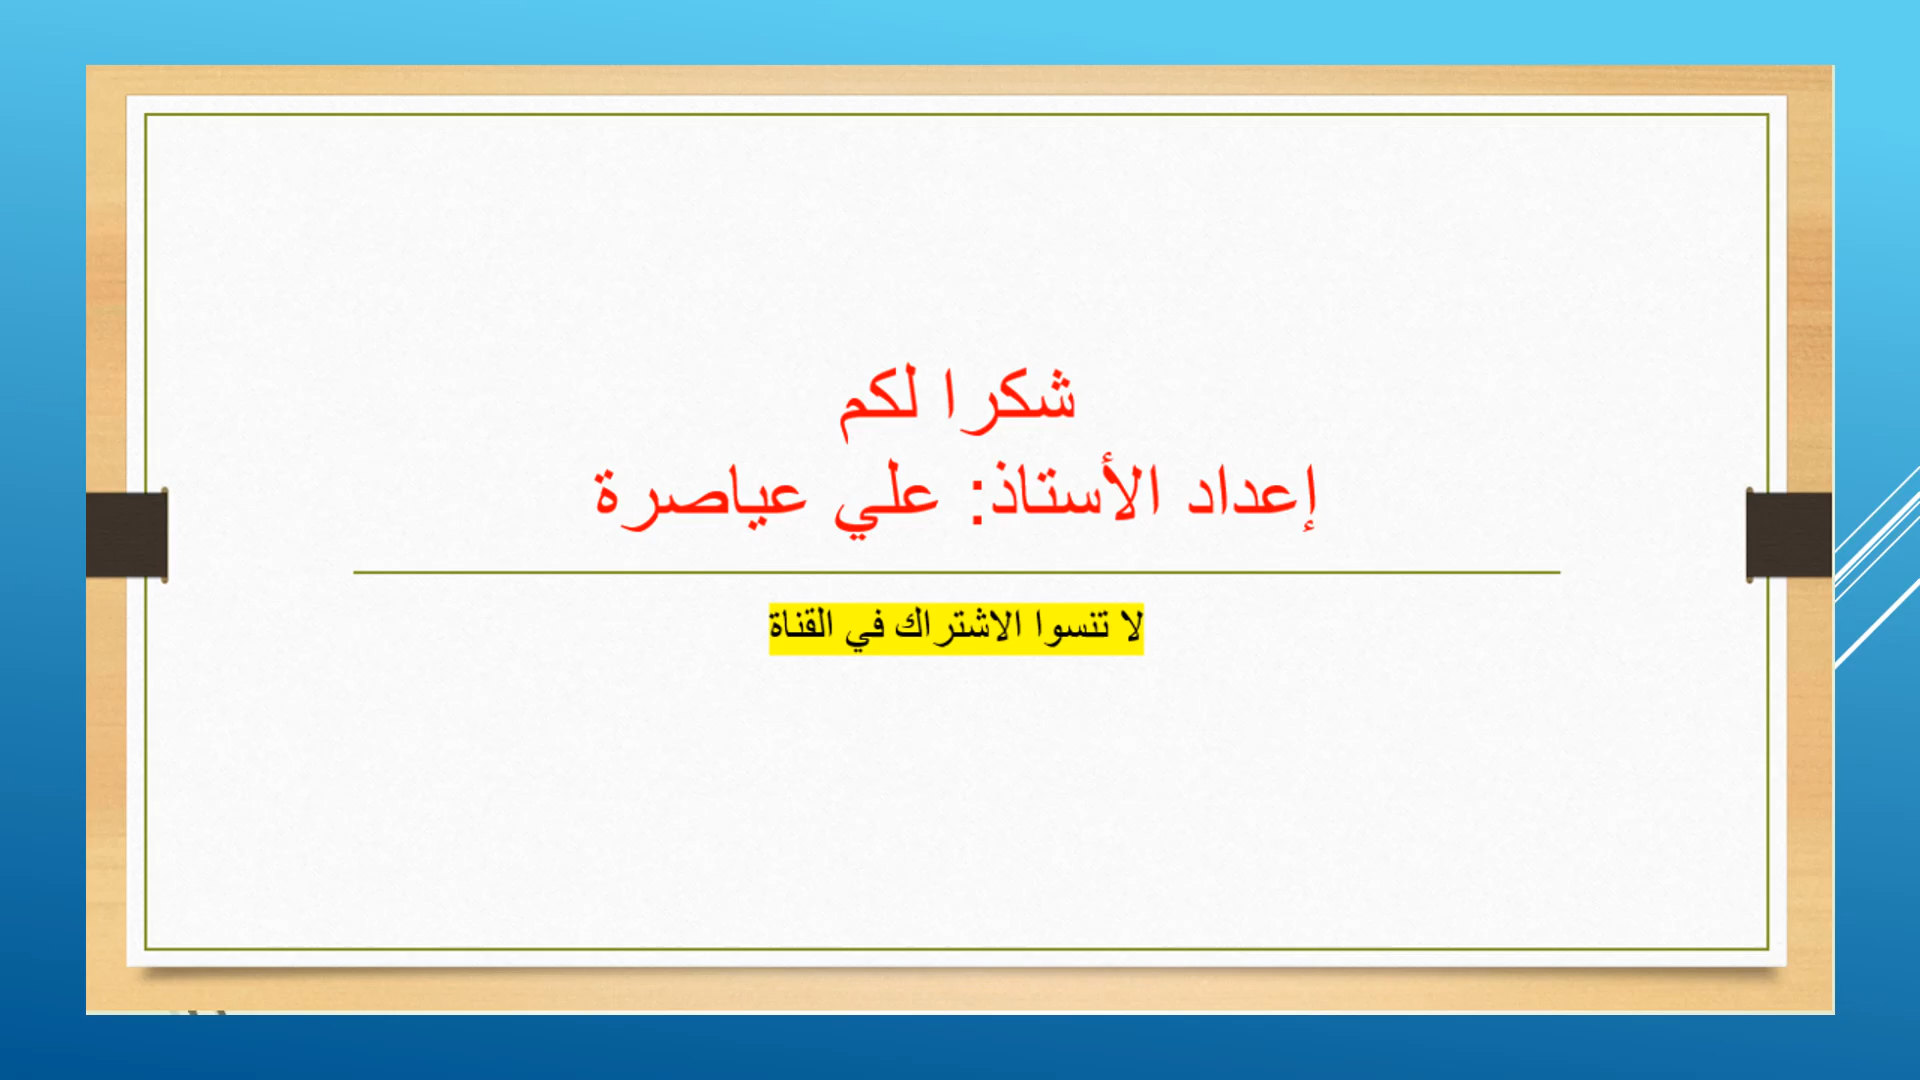 شكرا لكم
إعداد الأستاذ: علي عياصرة
لا تنسوا الاشتراك في القناة